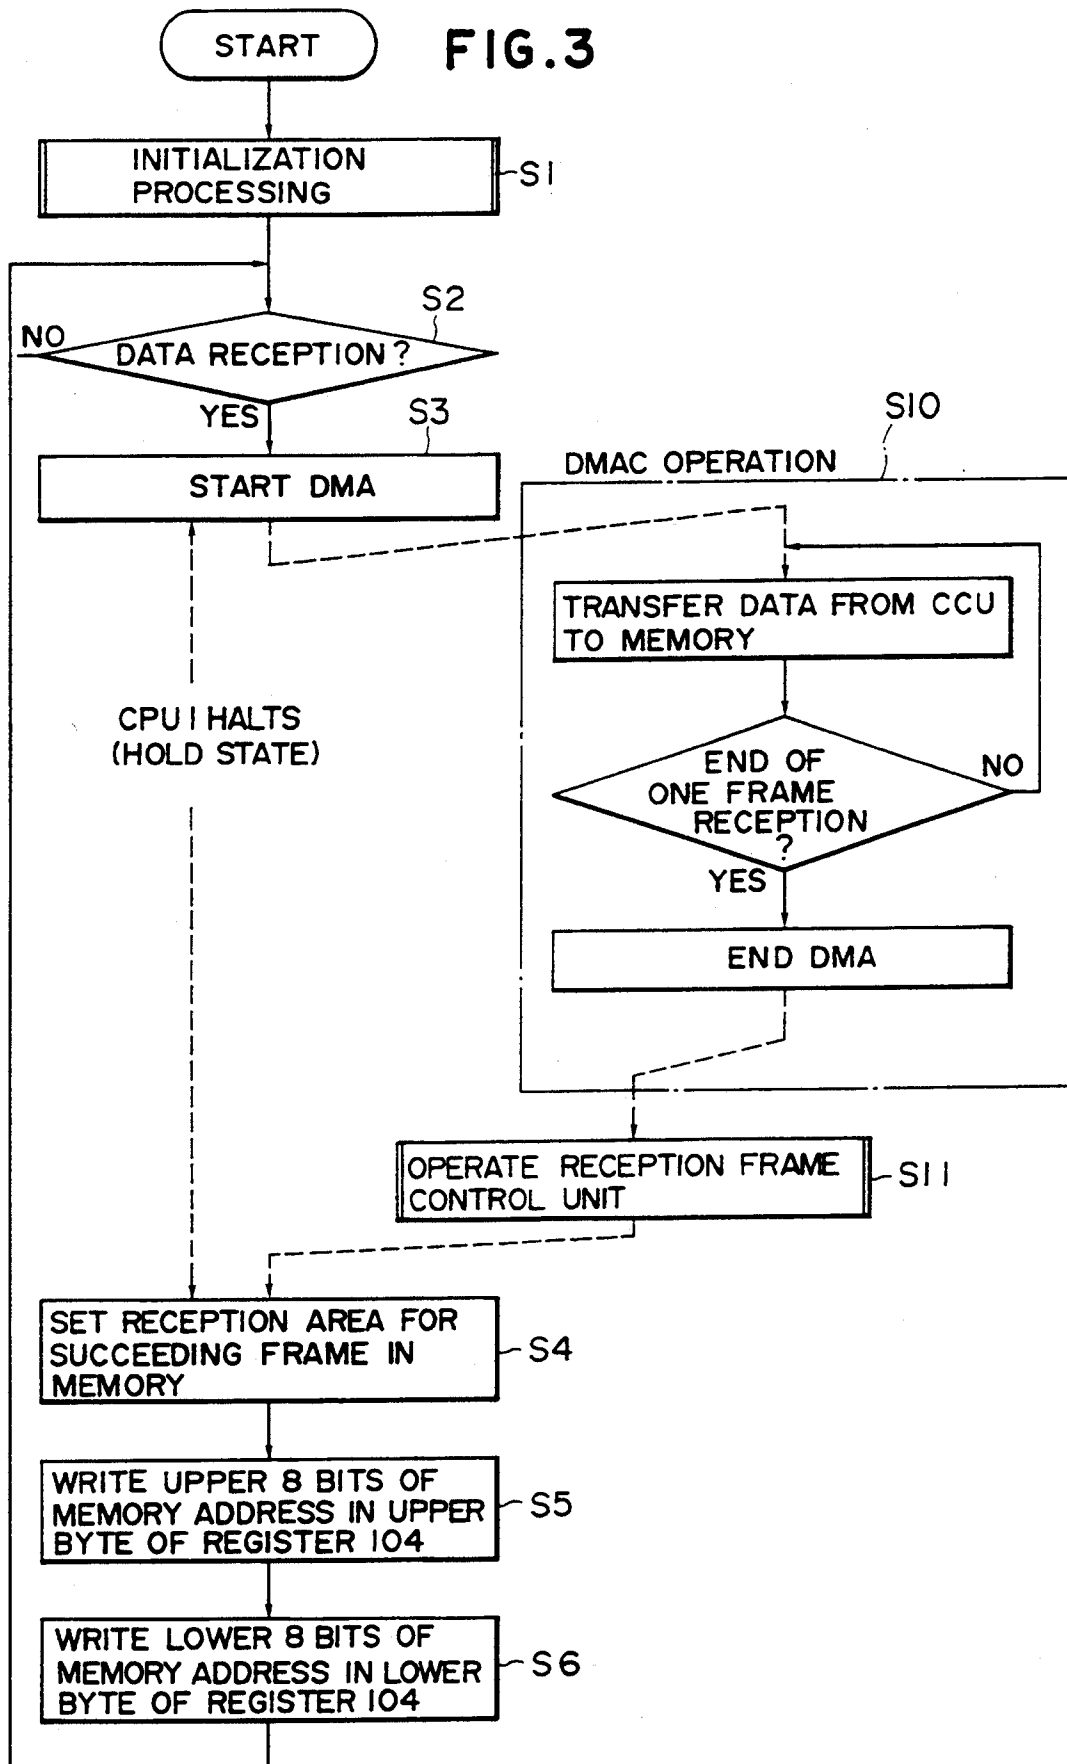 START
FIG.3
INITIALIZATION
PROCESSING
S1
S2
NO
DATA RECEPTION?
YES
S3
START DMA
S10
DMAC OPERATION
TRANSFER DATA FROM CCU
TO MEMORY
CPU 1 HALTS
(HOLD STATE)
END OF
ONE FRAME
RECEPTION
?
NO
YES
END DMA
OPERATE RECEPTION FRAME
CONTROL UNIT
S11
SET RECEPTION AREA FOR
SUCCEEDING FRAME IN
MEMORY
S4
WRITE UPPER 8 BITS OF
MEMORY ADDRESS IN UPPER
BYTE OF REGISTER 104
S5
WRITE LOWER 8 BITS OF
MEMORY ADDRESS IN LOWER
BYTE OF REGISTER 104
S6